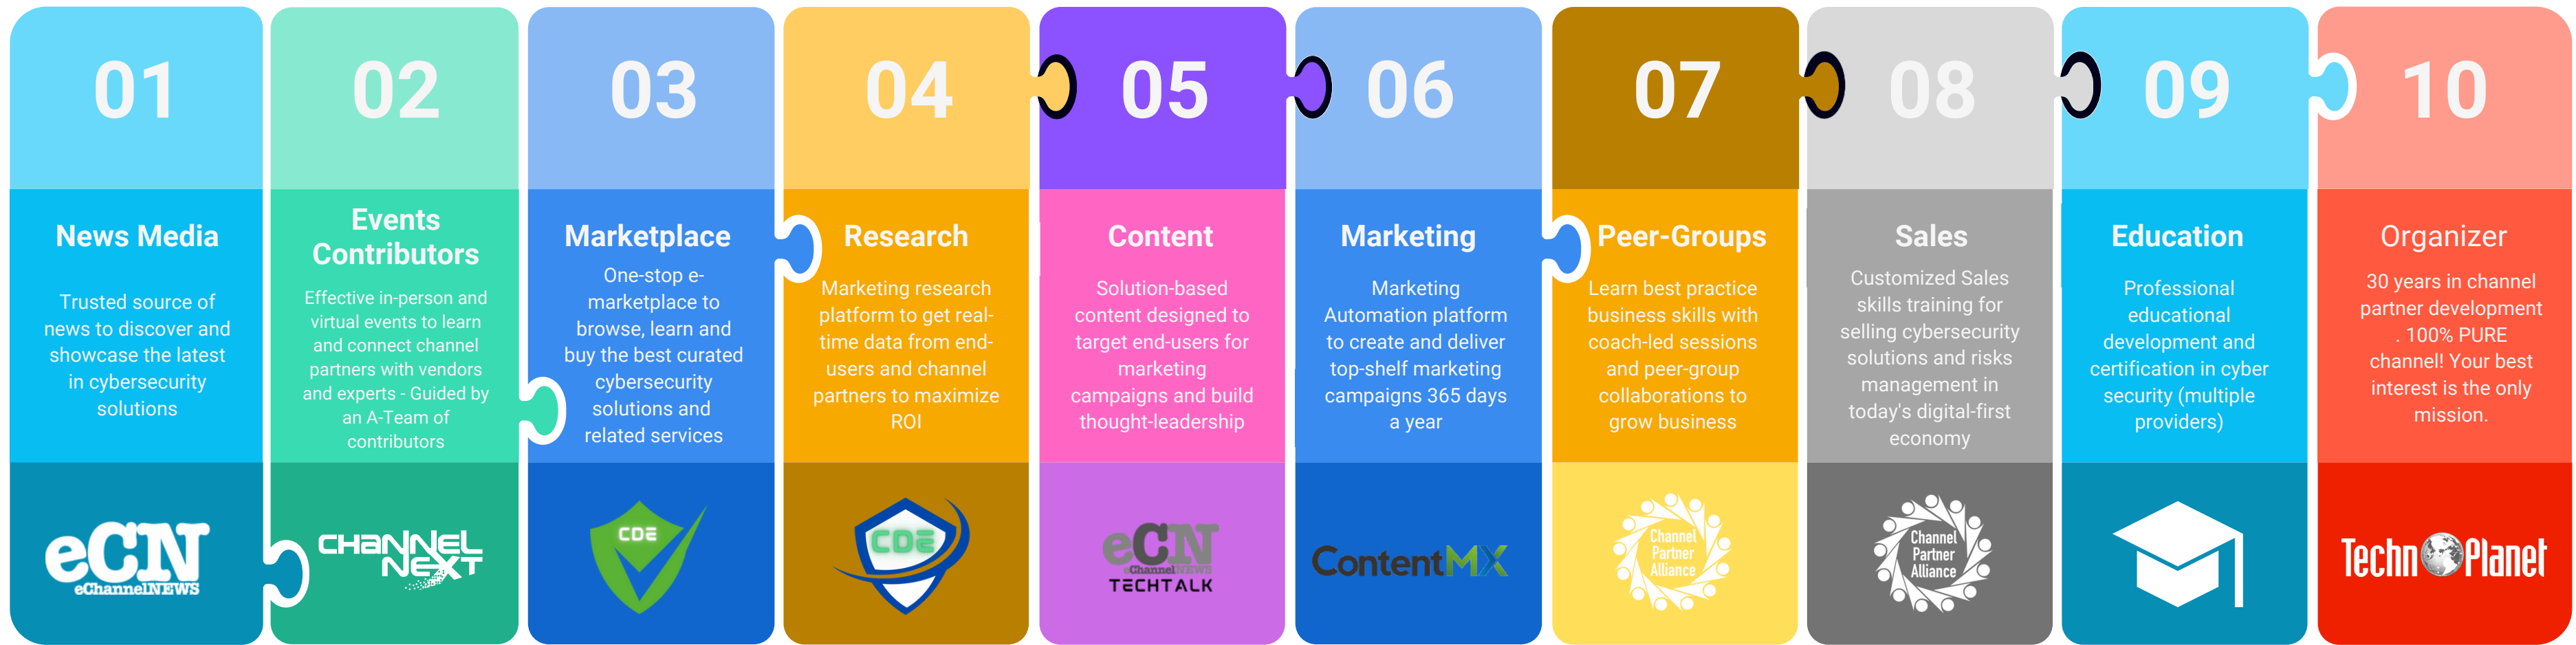 01
News Media
Trusted source of
news to discover and
showcase the latest
in cybersecurity
solutions
eCN
eChannelNEWS
02
Events
Contributors
Effective in-person and
virtual events to learn
and connect channel
partners with vendors
and experts - Guided by
an A-Team of
contributors
CHANNEL
NEXT
03
Marketplace
One-stop e-
marketplace to
browse, learn and
buy the best curated
cybersecurity
solutions and
related services
CDE
04
Research
Marketing research
platform to get real-
time data from end-
users and channel
partners to maximize
ROI
CDE
05
Content
Solution-based
content designed to
target end-users for
marketing
campaigns and build
thought-leadership
eCN
eChannelNEWS
TECHTALK
06
Marketing
Marketing
Automation platform
to create and deliver
top-shelf marketing
campaigns 365 days
a year
ContentMX
07
Peer-Groups
Learn best practice
business skills with
coach-led sessions
and peer-group
collaborations to
grow business
Channel
Partner
Alliance
08
Sales
Customized Sales
skills training for
selling cybersecurity
solutions and risks
management in
today's digital-first
economy
Channel
Partner
Alliance
09
Education
Professional
educational
development and
certification in cyber
security (multiple
providers)
10
Organizer
30 years in channel
partner development
. 100% PURE
channel! Your best
interest is the only
mission.
TechnoPlanet